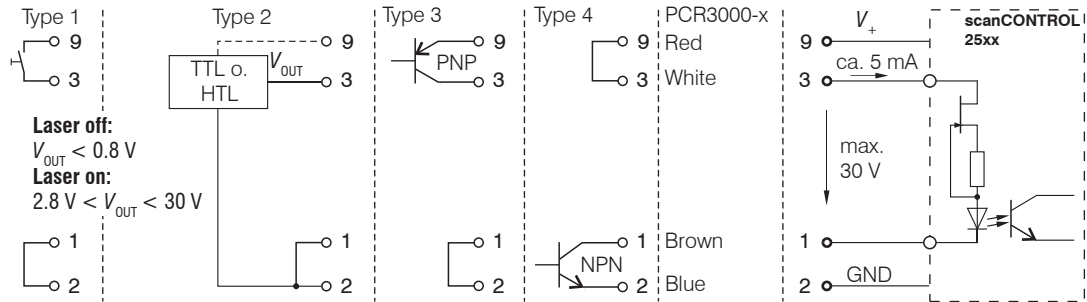 Type 1
Type 2
Type 3
Type 4
PCR3000-x
V+
scanCONTROL
25xx
9
9
9
9
Red
9
3
TTL o.
HTL
VOUT
3
PNP
3
3
White
3
ca. 5 mA
Laser off:
VOUT < 0.8 V
Laser on:
2.8 V < VOUT < 30 V
max.
30 V
1
1
1
1
Brown
1
2
2
2
NPN
2
Blue
2
GND